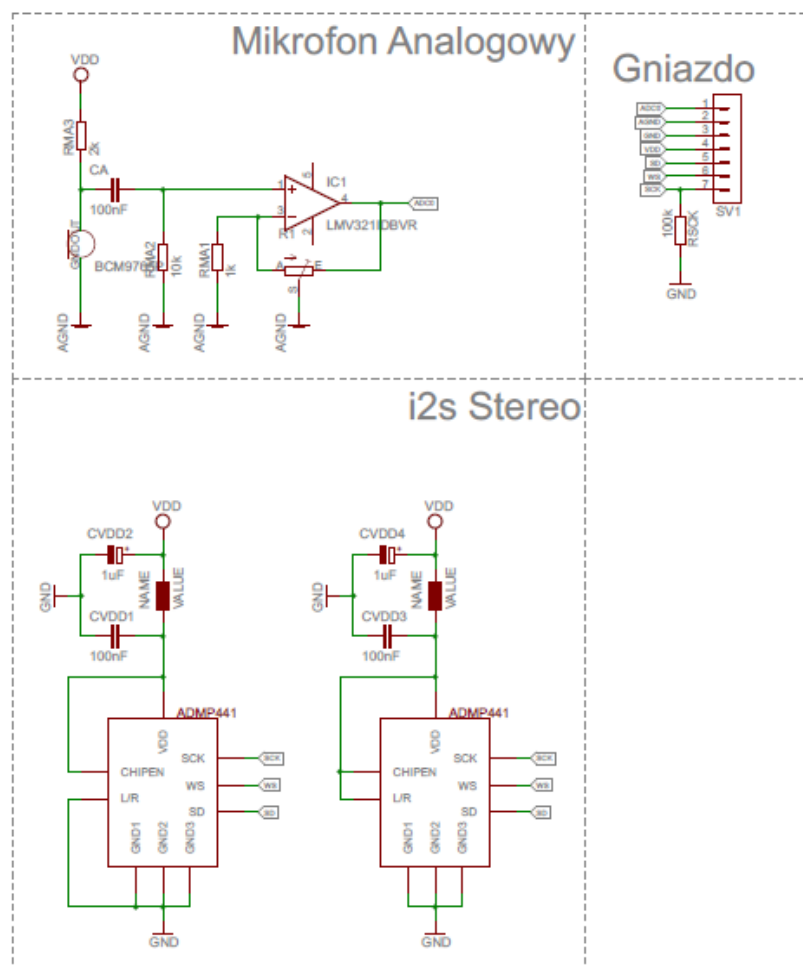 Mikrofon Analogowy
VDD
RMA3
2k
CA
100nF
GND
OUT
BCM9765P
RMA2
10k
RMA1
1k
1
3
5
2
4
IC1
LMV321IDBVR
R1
A
E
S
ADCS
AGND
AGND
AGND
AGND
Gniazdo
ADCS
AGND
GND
VDD
SD
WS
SCK
1
2
3
4
5
6
7
SV1
100k
RSCK
GND
i2s Stereo
VDD
CVDD2
+
1uF
GND
NAME
VALUE
CVDD1
100nF
ADMP441
VDD
SCK
CHIPEN
WS
L/R
SD
GND1
GND2
GND3
SCK
WS
SD
GND
VDD
CVDD4
+
1uF
GND
NAME
VALUE
CVDD3
100nF
ADMP441
VDD
SCK
CHIPEN
WS
L/R
SD
GND1
GND2
GND3
SCK
WS
SD
GND